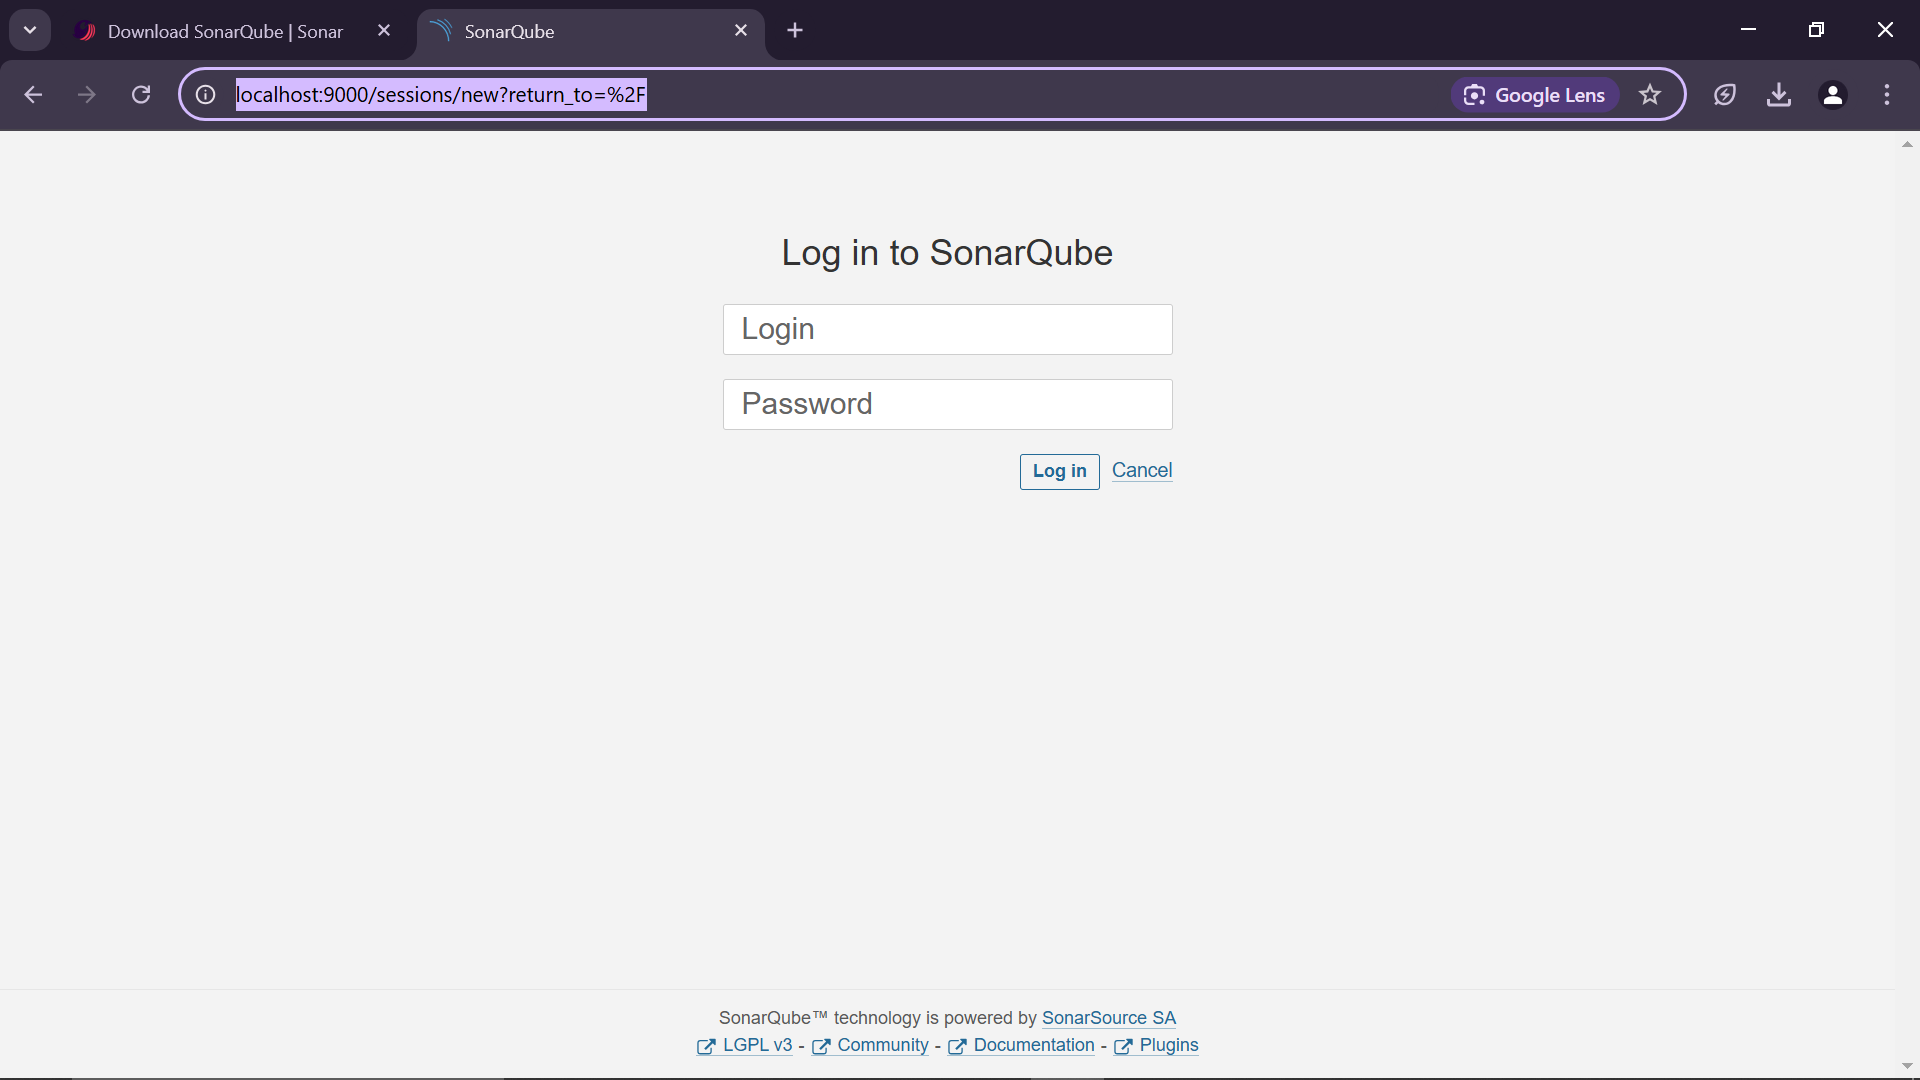 Download SonarQube | Sonar
SonarQube
localhost:9000/sessions/new?return_to=%2F
Google Lens
Log in to SonarQube
Login
Password
Log in Cancel
SonarQube™ technology is powered by SonarSource SA
LGPL v3 - Community - Documentation - Plugins